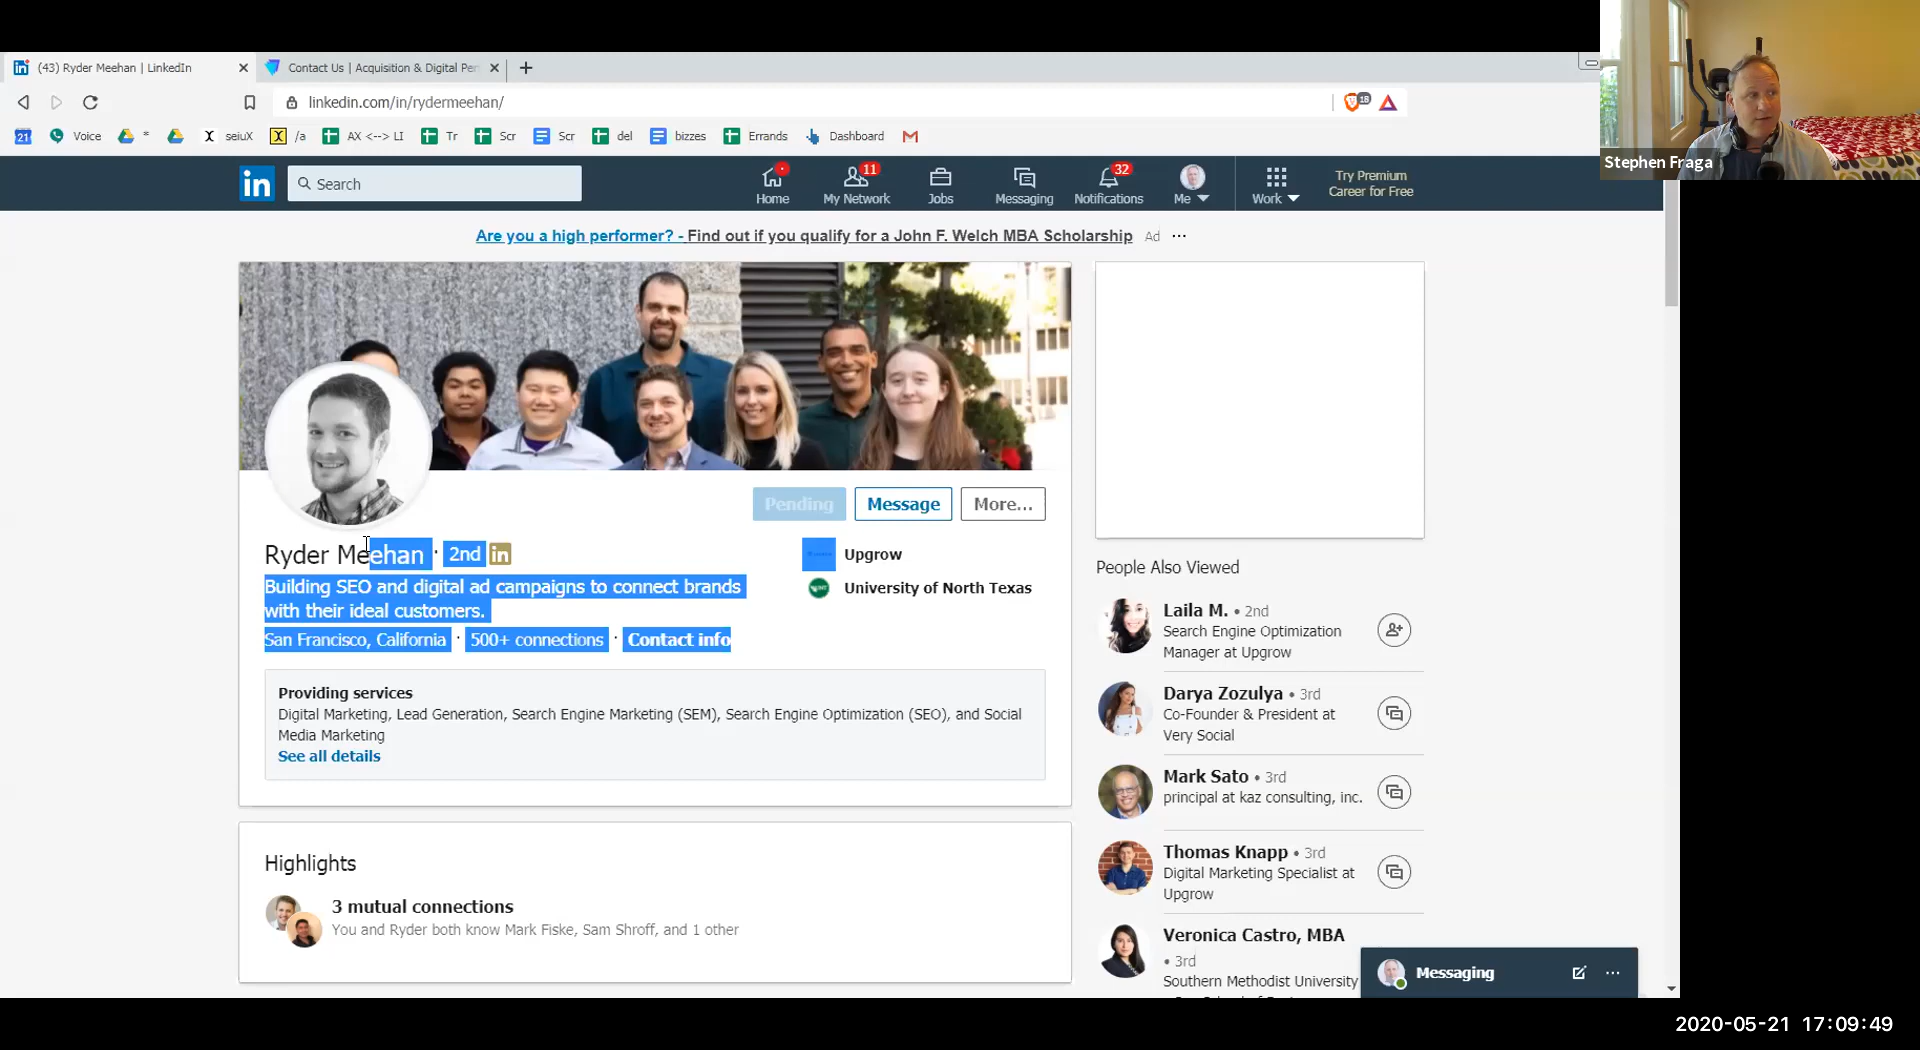 (43) Ryder Meehan | LinkedIn
Contact Us | Acquisition & Digital Per
linkedin.com/in/rydermeehan/
18
21
Voice
*
seiuX
/a
AX <--> LI
Tr
Scr
Scr
del
bizzes
Errands
Dashboard
Stephen Fraga
in
Search
Home
11
My Network
Jobs
Messaging
32
Notifications
Me
Work
Try Premium
Career for Free
Are you a high performer? - Find out if you qualify for a John F. Welch MBA Scholarship Ad ...
Pending
Message
More...
Ryder Meehan · 2nd in
Building SEO and digital ad campaigns to connect brands
with their ideal customers.
San Francisco, California · 500+ connections · Contact info
Upgrow
University of North Texas
Providing services
Digital Marketing, Lead Generation, Search Engine Marketing (SEM), Search Engine Optimization (SEO), and Social
Media Marketing
See all details
Highlights
3 mutual connections
You and Ryder both know Mark Fiske, Sam Shroff, and 1 other
People Also Viewed
Laila M. • 2nd
Search Engine Optimization
Manager at Upgrow
Darya Zozulya • 3rd
Co-Founder & President at
Very Social
Mark Sato • 3rd
principal at kaz consulting, inc.
Thomas Knapp • 3rd
Digital Marketing Specialist at
Upgrow
Veronica Castro, MBA
• 3rd
Southern Methodist University
Messaging
2020-05-21 17:09:49